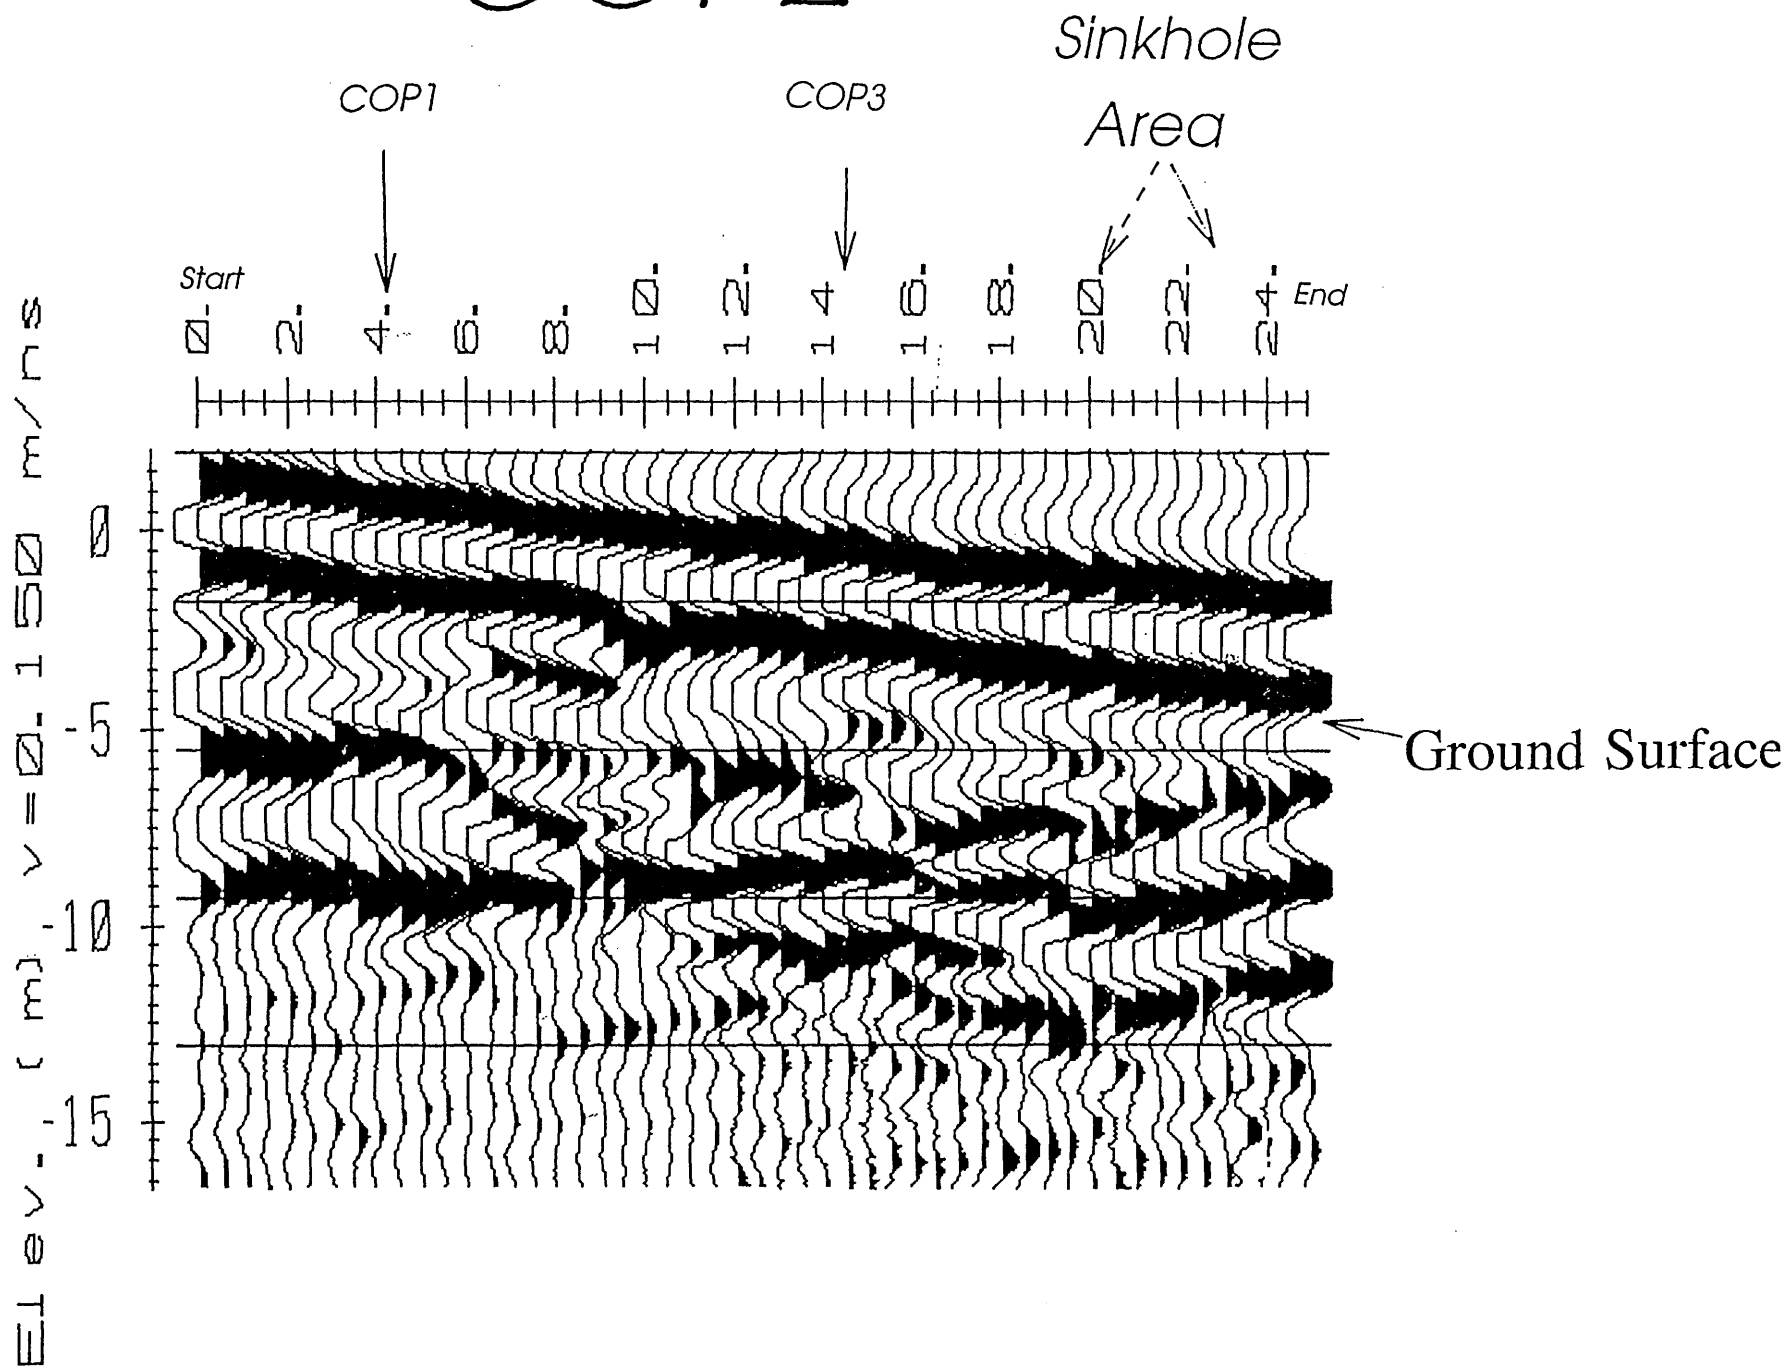 Sinkhole
Area
COP1
COP3
Start
End
0. 2. 4. 6. 8. 10. 12. 14. 16. 18. 20. 22. 24.
Elev., (m), v=0.150 m/ns
0
-5
-10
-15
Ground Surface